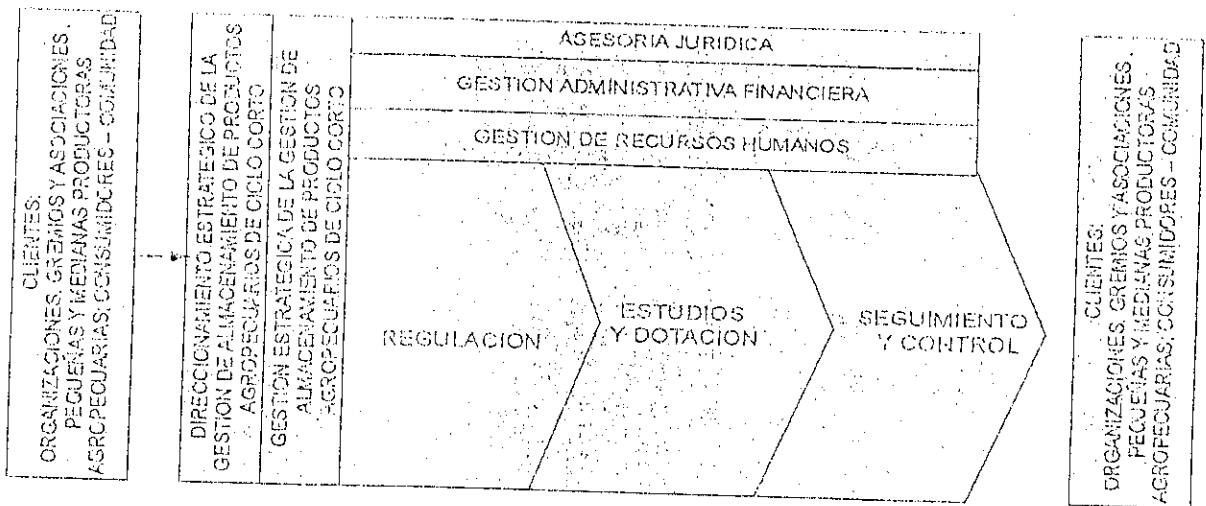 CLIENTES:
ORGANIZACIONES, GREMIOS Y ASOCIACIONES,
PEQUEÑAS Y MEDIANAS PRODUCTORAS
AGROPECUARIAS; CONSUMIDORES – COMUNIDAD
DIRECCIONAMIENTO ESTRATEGICO DE LA
GESTION DE ALMACENAMIENTO DE PRODUCTOS
AGROPECUARIOS DE CICLO CORTO
GESTION ESTRATEGICA DE LA GESTION DE
ALMACENAMIENTO DE PRODUCTOS
AGROPECUARIOS DE CICLO CORTO
ASESORIA JURIDICA
GESTION ADMINISTRATIVA FINANCIERA
GESTION DE RECURSOS HUMANOS
REGULACION
ESTUDIOS
Y DOTACION
SEGUIMIENTO
Y CONTROL
CLIENTES:
ORGANIZACIONES, GREMIOS Y ASOCIACIONES,
PEQUEÑAS Y MEDIANAS PRODUCTORAS
AGROPECUARIAS; CONSUMIDORES – COMUNIDAD